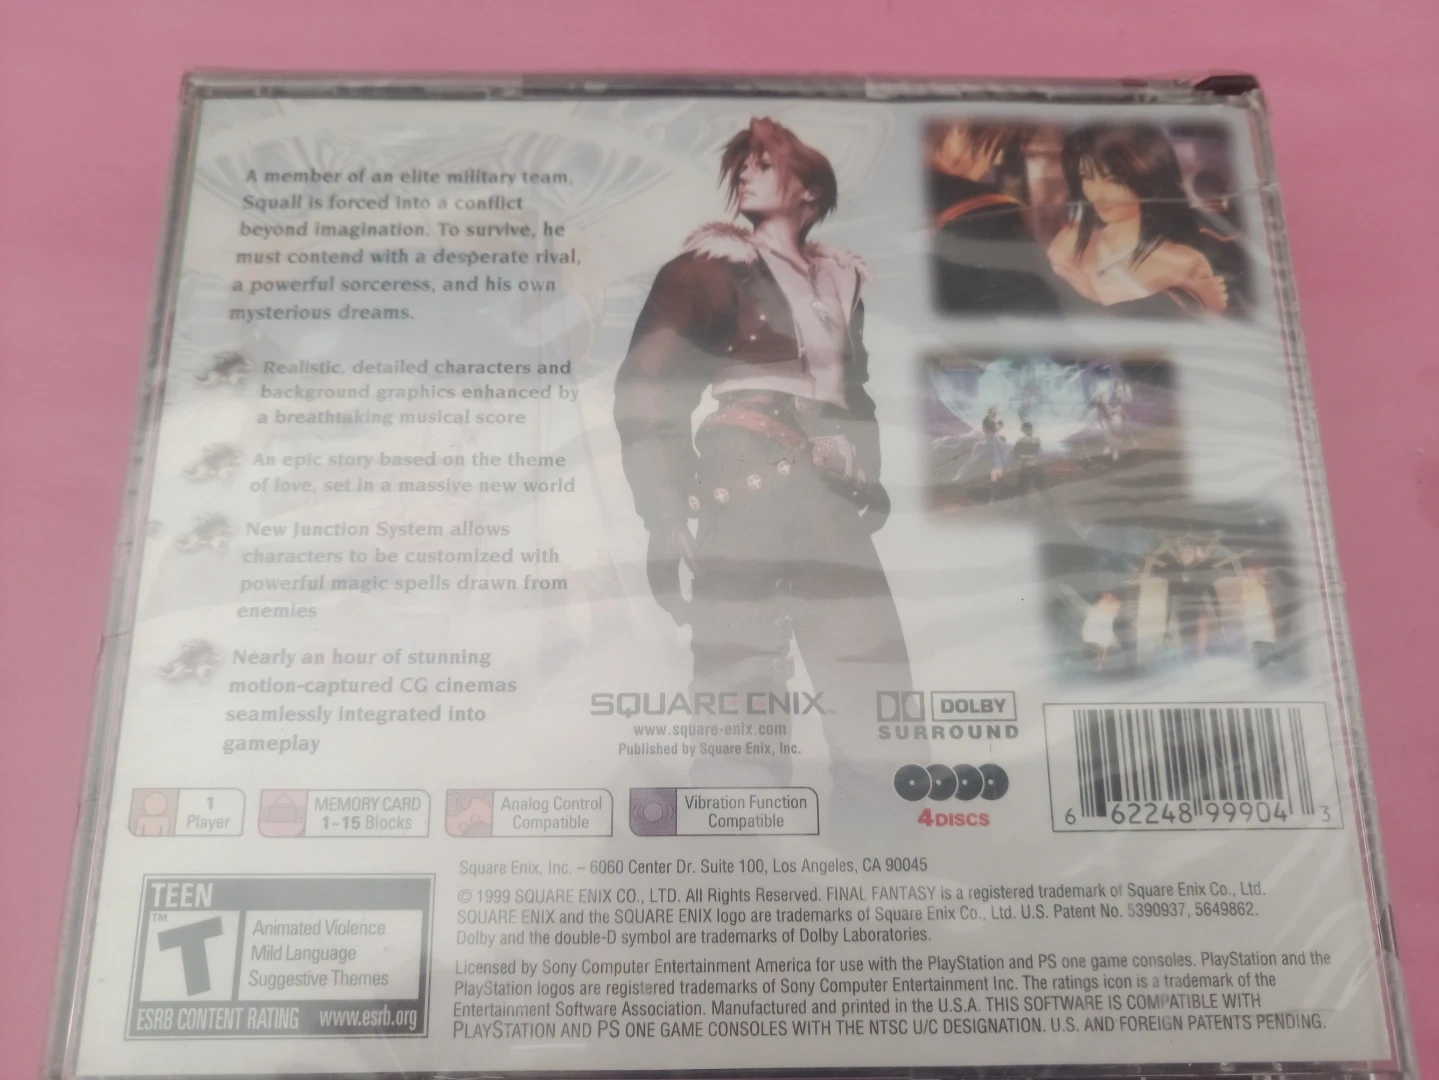 A member of an elite military team,
Squall is forced into a conflict
beyond imagination. To survive, he
must contend with a desperate rival,
a powerful sorceress, and his own
mysterious dreams.
Realistic, detailed characters and
background graphics enhanced by
a breathtaking musical score
An epic story based on the theme
of love, set in a massive new world
New Junction System allows
characters to be customized with
powerful magic spells drawn from
enemies
Nearly an hour of stunning
motion-captured CG cinemas
seamlessly integrated into
gameplay
SQUARE ENIX™
www.square-enix.com
Published by Square Enix, Inc.
DOLBY
SURROUND
4 DISCS
6 62248 99904 3
1
Player
MEMORY CARD
1-15 Blocks
Analog Control
Compatible
Vibration Function
Compatible
TEEN
™
T
Animated Violence
Mild Language
Suggestive Themes
ESRB CONTENT RATING www.esrb.org
Square Enix, Inc. – 6060 Center Dr. Suite 100, Los Angeles, CA 90045
© 1999 SQUARE ENIX CO., LTD. All Rights Reserved. FINAL FANTASY is a registered trademark of Square Enix Co., Ltd.
SQUARE ENIX and the SQUARE ENIX logo are trademarks of Square Enix Co., Ltd. U.S. Patent No. 5390937, 5649862.
Dolby and the double-D symbol are trademarks of Dolby Laboratories.
Licensed by Sony Computer Entertainment America for use with the PlayStation and PS one game consoles. PlayStation and the
PlayStation logos are registered trademarks of Sony Computer Entertainment Inc. The ratings icon is a trademark of the
Entertainment Software Association. Manufactured and printed in the U.S.A. THIS SOFTWARE IS COMPATIBLE WITH
PLAYSTATION AND PS ONE GAME CONSOLES WITH THE NTSC U/C DESIGNATION. U.S. AND FOREIGN PATENTS PENDING.